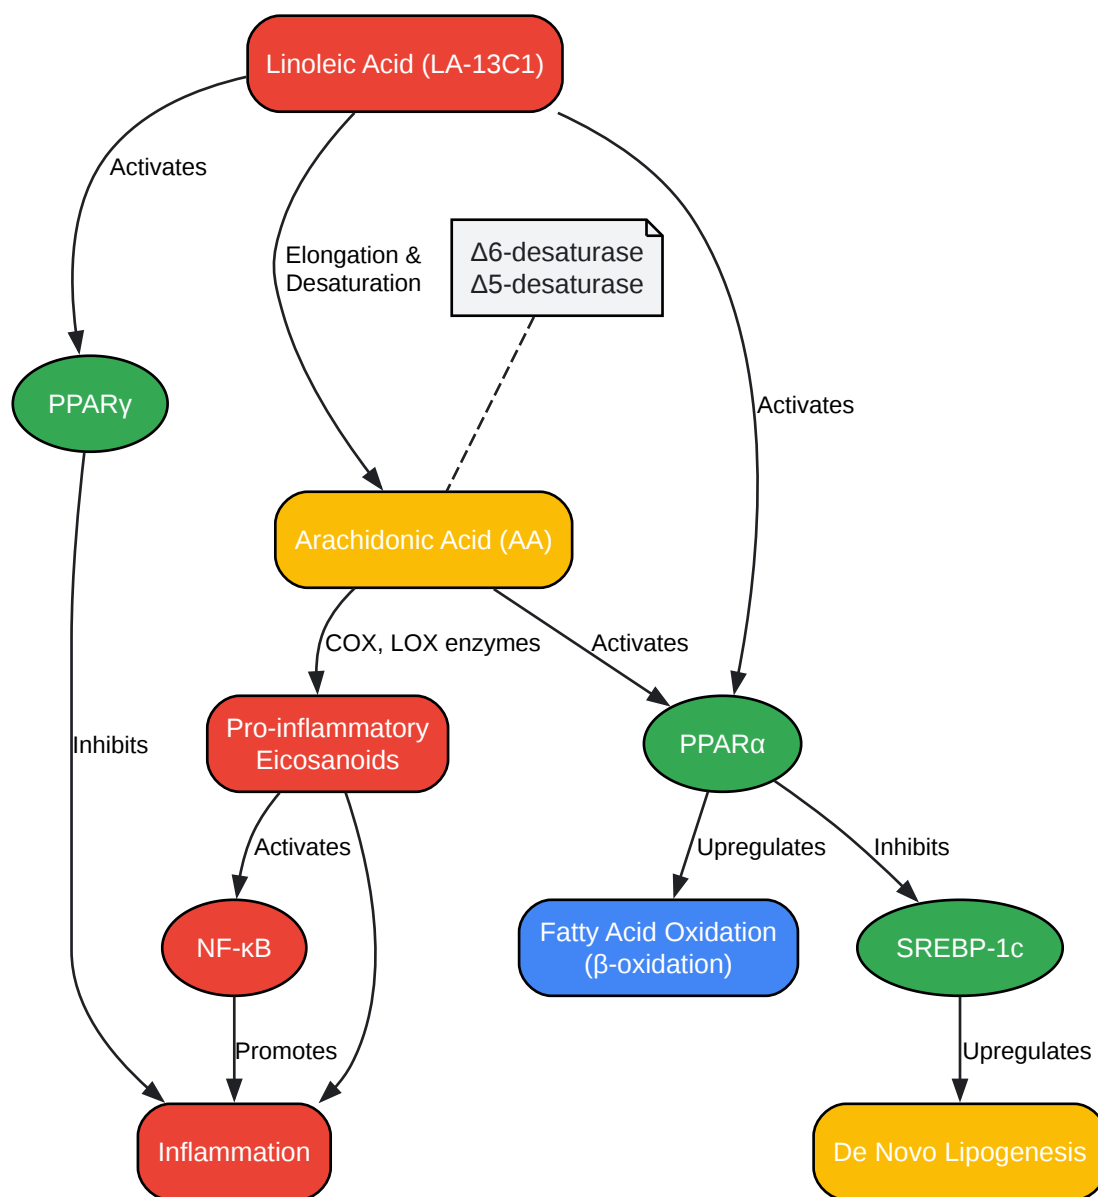 Linoleic Acid (LA-13C1)
Activates
Elongation &
Desaturation
Δ6-desaturase
Δ5-desaturase
PPARγ
Activates
Arachidonic Acid (AA)
COX, LOX enzymes
Activates
Inhibits
Pro-inflammatory
Eicosanoids
PPARα
Activates
Upregulates
Inhibits
NF-κB
Fatty Acid Oxidation
(β-oxidation)
SREBP-1c
Promotes
Upregulates
Inflammation
De Novo Lipogenesis